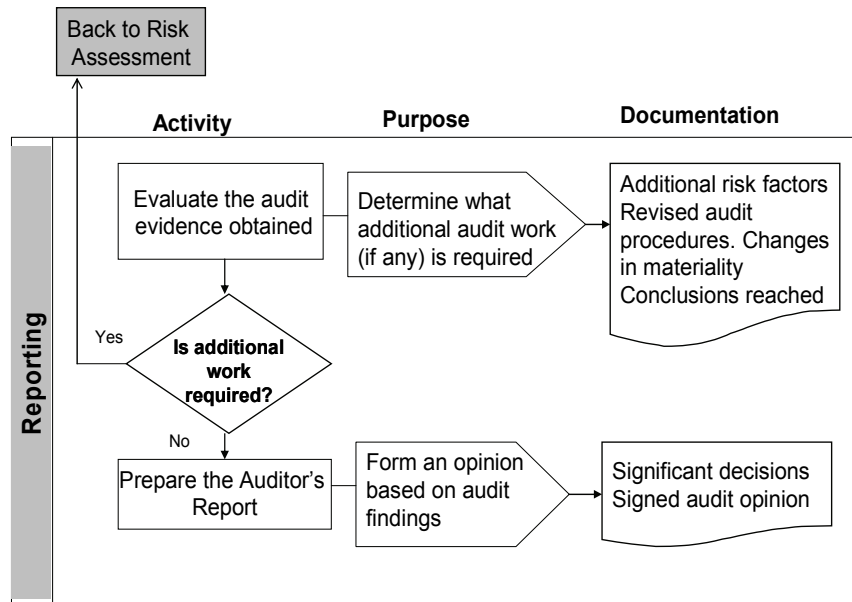 Back to Risk
Assessment
Activity
Purpose
Documentation
Reporting
Evaluate the audit
evidence obtained
Determine what
additional audit work
(if any) is required
Additional risk factors
Revised audit
procedures. Changes
in materiality
Conclusions reached
Yes
Is additional
work
required?
No
Prepare the Auditor's
Report
Form an opinion
based on audit
findings
Significant decisions
Signed audit opinion